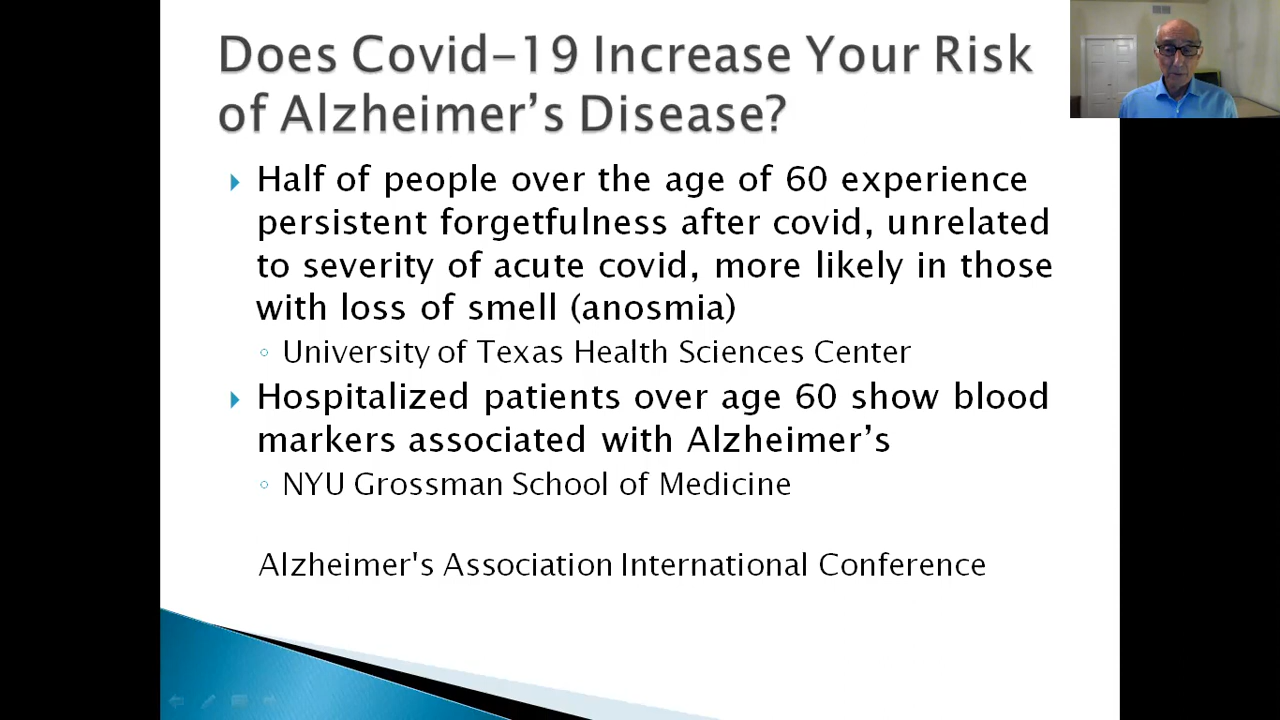 Does Covid-19 Increase Your Risk
of Alzheimer’s Disease?
Half of people over the age of 60 experience
persistent forgetfulness after covid, unrelated
to severity of acute covid, more likely in those
with loss of smell (anosmia)
University of Texas Health Sciences Center
Hospitalized patients over age 60 show blood
markers associated with Alzheimer’s
NYU Grossman School of Medicine
Alzheimer's Association International Conference